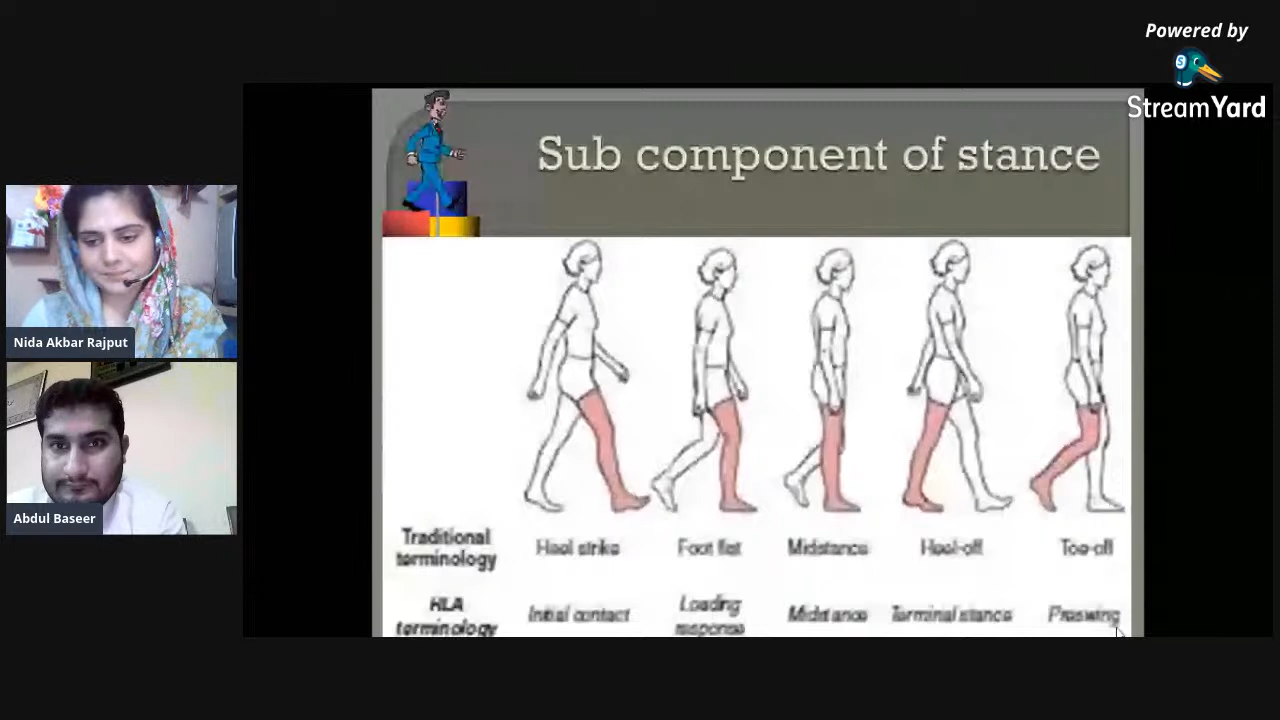 Powered by
StreamYard
Sub component of stance
Nida Akbar Rajput
Abdul Baseer
Traditional
terminology
Heel strike
Foot flat
Midstance
Heel-off
Toe-off
RLA
terminology
Initial contact
Loading
response
Midstance
Terminal stance
Preswing